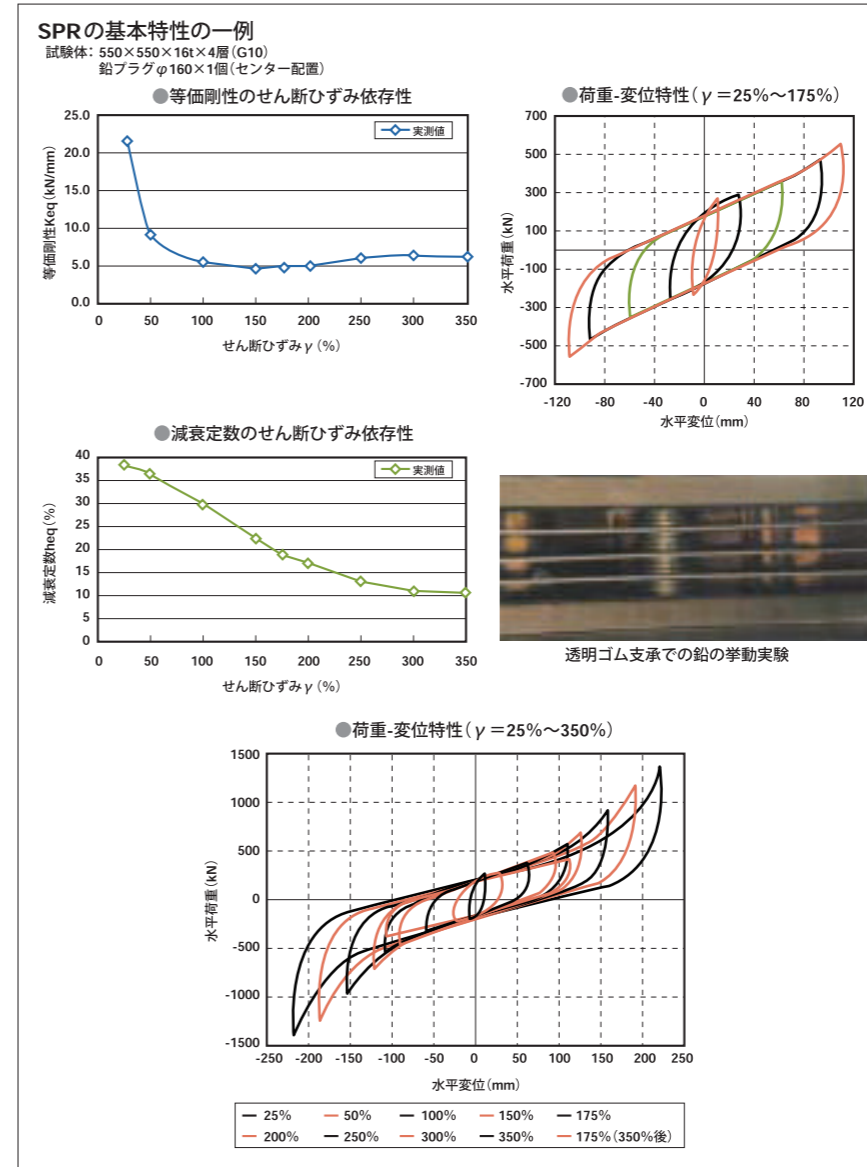 SPRの基本特性の一例
試験体：550×550×16t×4層（G10）
鉛プラグφ160×1個（センター配置）
●等価剛性のせん断ひずみ依存性
25.0
20.0
15.0
10.0
5.0
0.0
等価剛性Keq（kN/mm）
実測値
0 50 100 150 200 250 300 350
せん断ひずみγ（%）
●荷重-変位特性（γ＝25%～175%）
700
500
300
100
-100
-300
-500
-700
水平荷重（kN）
-120 -80 -40 0 40 80 120
水平変位（mm）
●減衰定数のせん断ひずみ依存性
40
35
30
25
20
15
10
5
0
減衰定数heq（%）
実測値
0 50 100 150 200 250 300 350
せん断ひずみγ（%）
透明ゴム支承での鉛の挙動実験
●荷重-変位特性（γ＝25%～350%）
1500
1000
500
0
-500
-1000
-1500
水平荷重（kN）
-250 -200 -150 -100 -50 0 50 100 150 200 250
水平変位（mm）
25% 50% 100% 150% 175%
200% 250% 300% 350% 175%（350%後）